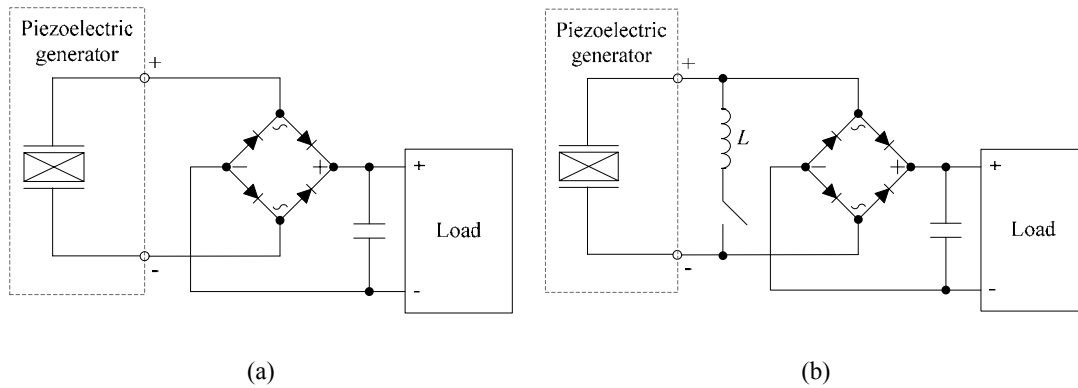 Piezoelectric
generator
+
-
~
~
-
+
+
-
Load
(a)
Piezoelectric
generator
+
-
L
~
~
-
+
+
-
Load
(b)